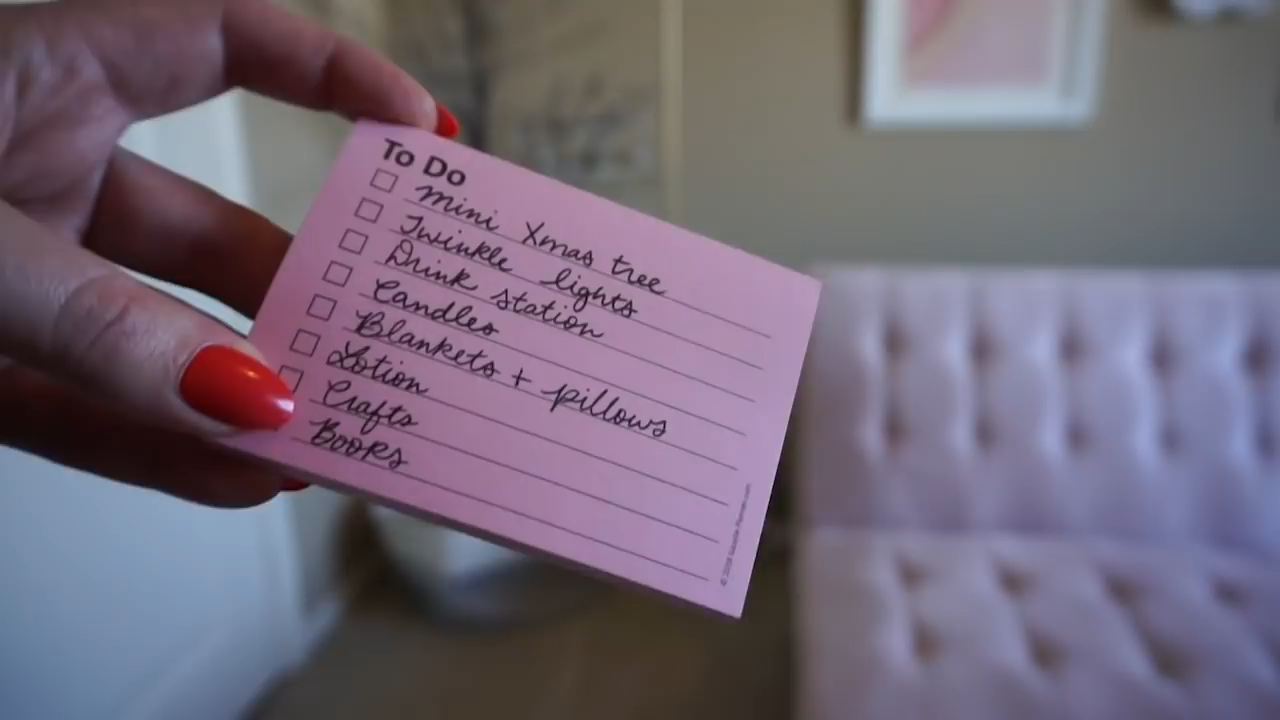 To Do
Mini Xmas tree
Twinkle lights
Drink station
Candles
Blankets + pillows
Lotion
Crafts
Books